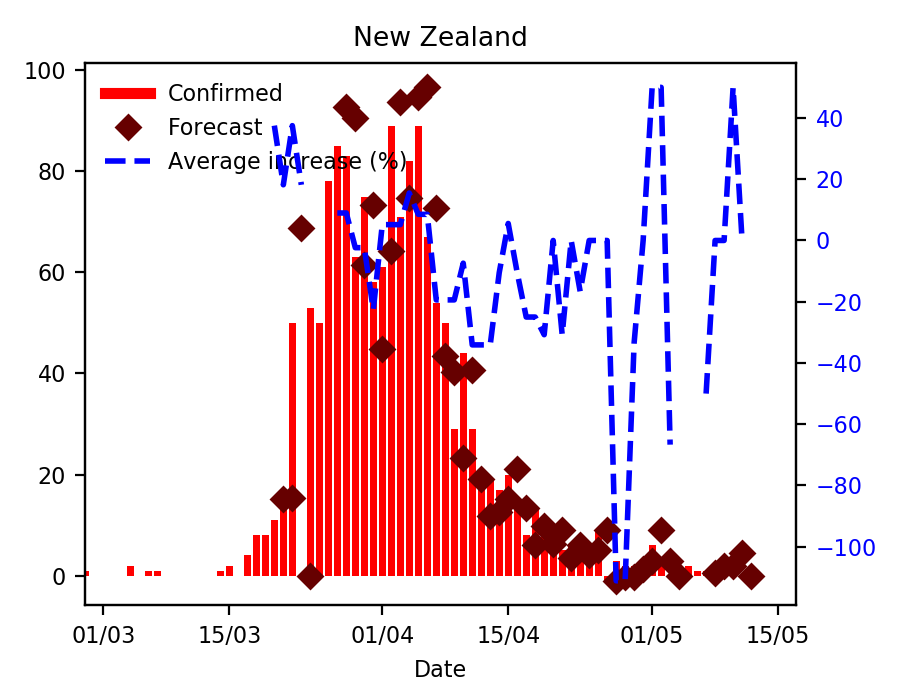 New Zealand
Confirmed
Forecast
Average increase (%)
100
80
60
40
20
0
40
20
0
−20
−40
−60
−80
−100
01/03 15/03 01/04 15/04 01/05 15/05
Date